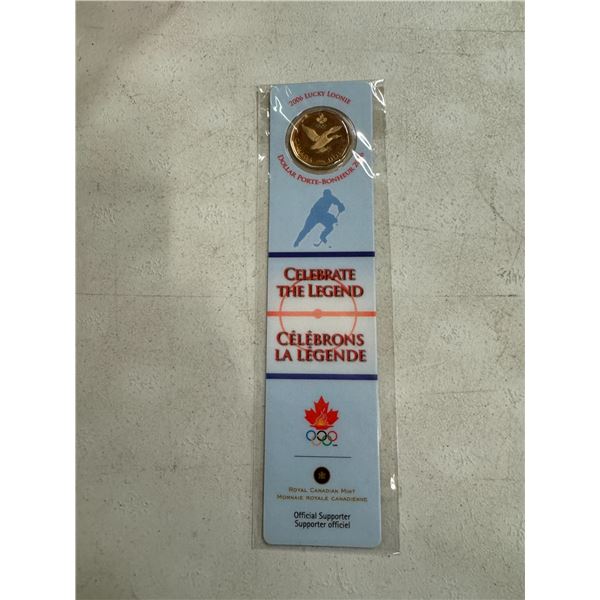 2006 LUCKY LOONIE
DOLLAR PORTE-BONHEUR
CELEBRATE
THE LEGEND
CÉLÉBRONS
LA LÉGENDE
ROYAL CANADIAN MINT
MONNAIE ROYALE CANADIENNE
Official Supporter
Supporter officiel